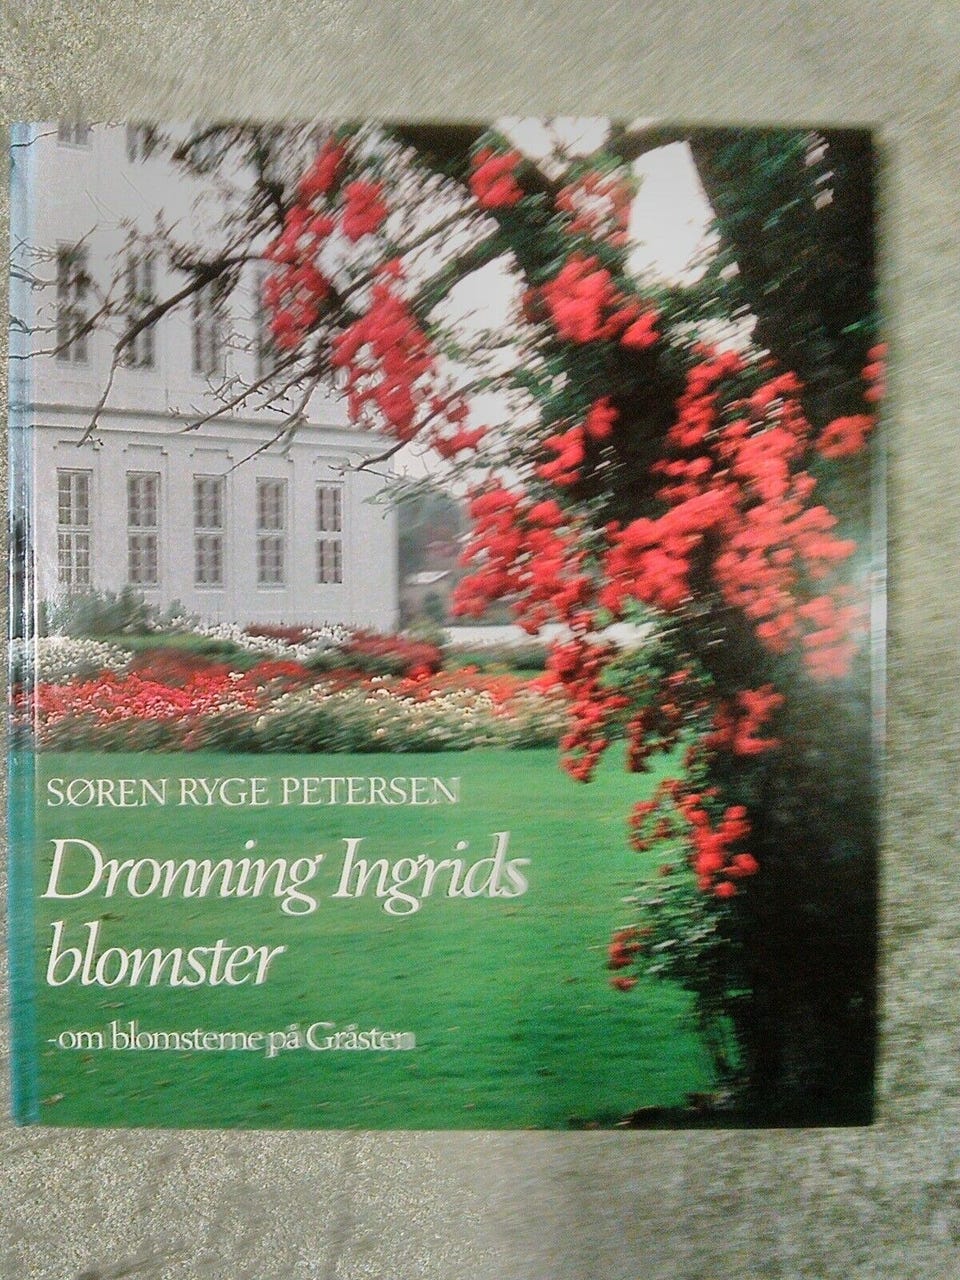 SØREN RYGE PETERSEN
Dronning Ingrids
blomster
-om blomsterne på Gråsten